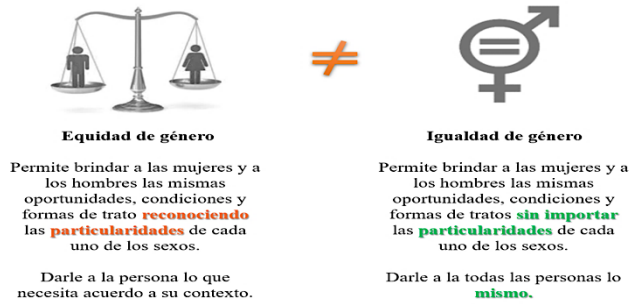 ≠
Equidad de género
Permite brindar a las mujeres y a
los hombres las mismas
oportunidades, condiciones y
formas de trato reconociendo
las particularidades de cada
uno de los sexos.
Darle a la persona lo que
necesita acuerdo a su contexto.
Igualdad de género
Permite brindar a las mujeres y a
los hombres las mismas
oportunidades, condiciones y
formas de tratos sin importar
las particularidades de cada
uno de los sexos.
Darle a la todas las personas lo
mismo.